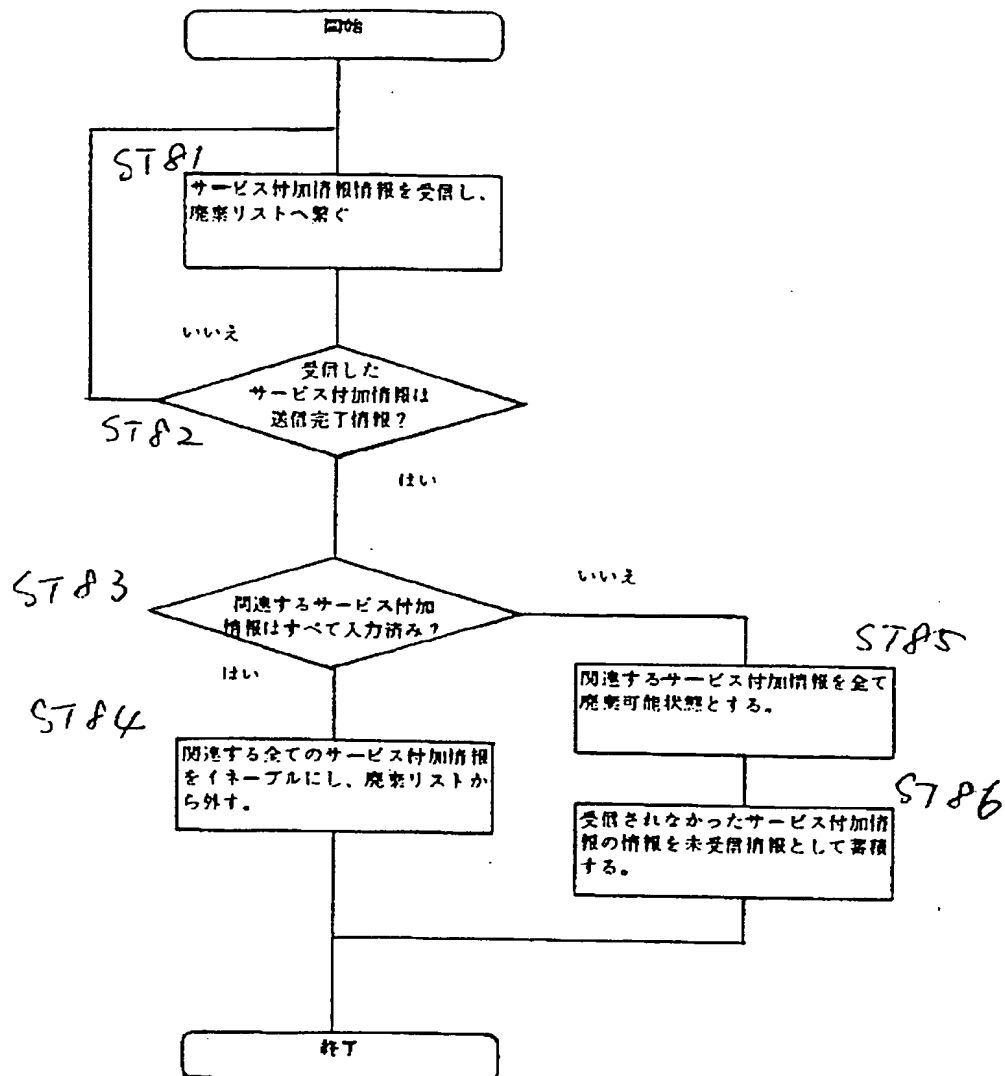 開始
ST81
サービス付加情報情報を受信し、
廃棄リストへ繋ぐ
いいえ
受信した
サービス付加情報は
送信完了情報？
ST82
はい
ST83
いいえ
関連するサービス付加
情報はすべて入力済み？
はい
ST85
関連するサービス付加情報を全て
廃棄可能状態とする。
ST84
関連する全てのサービス付加情報
をイネーブルにし、廃棄リストか
ら外す。
ST86
受信されなかったサービス付加情
報の情報を未受信情報として蓄積
する。
終了